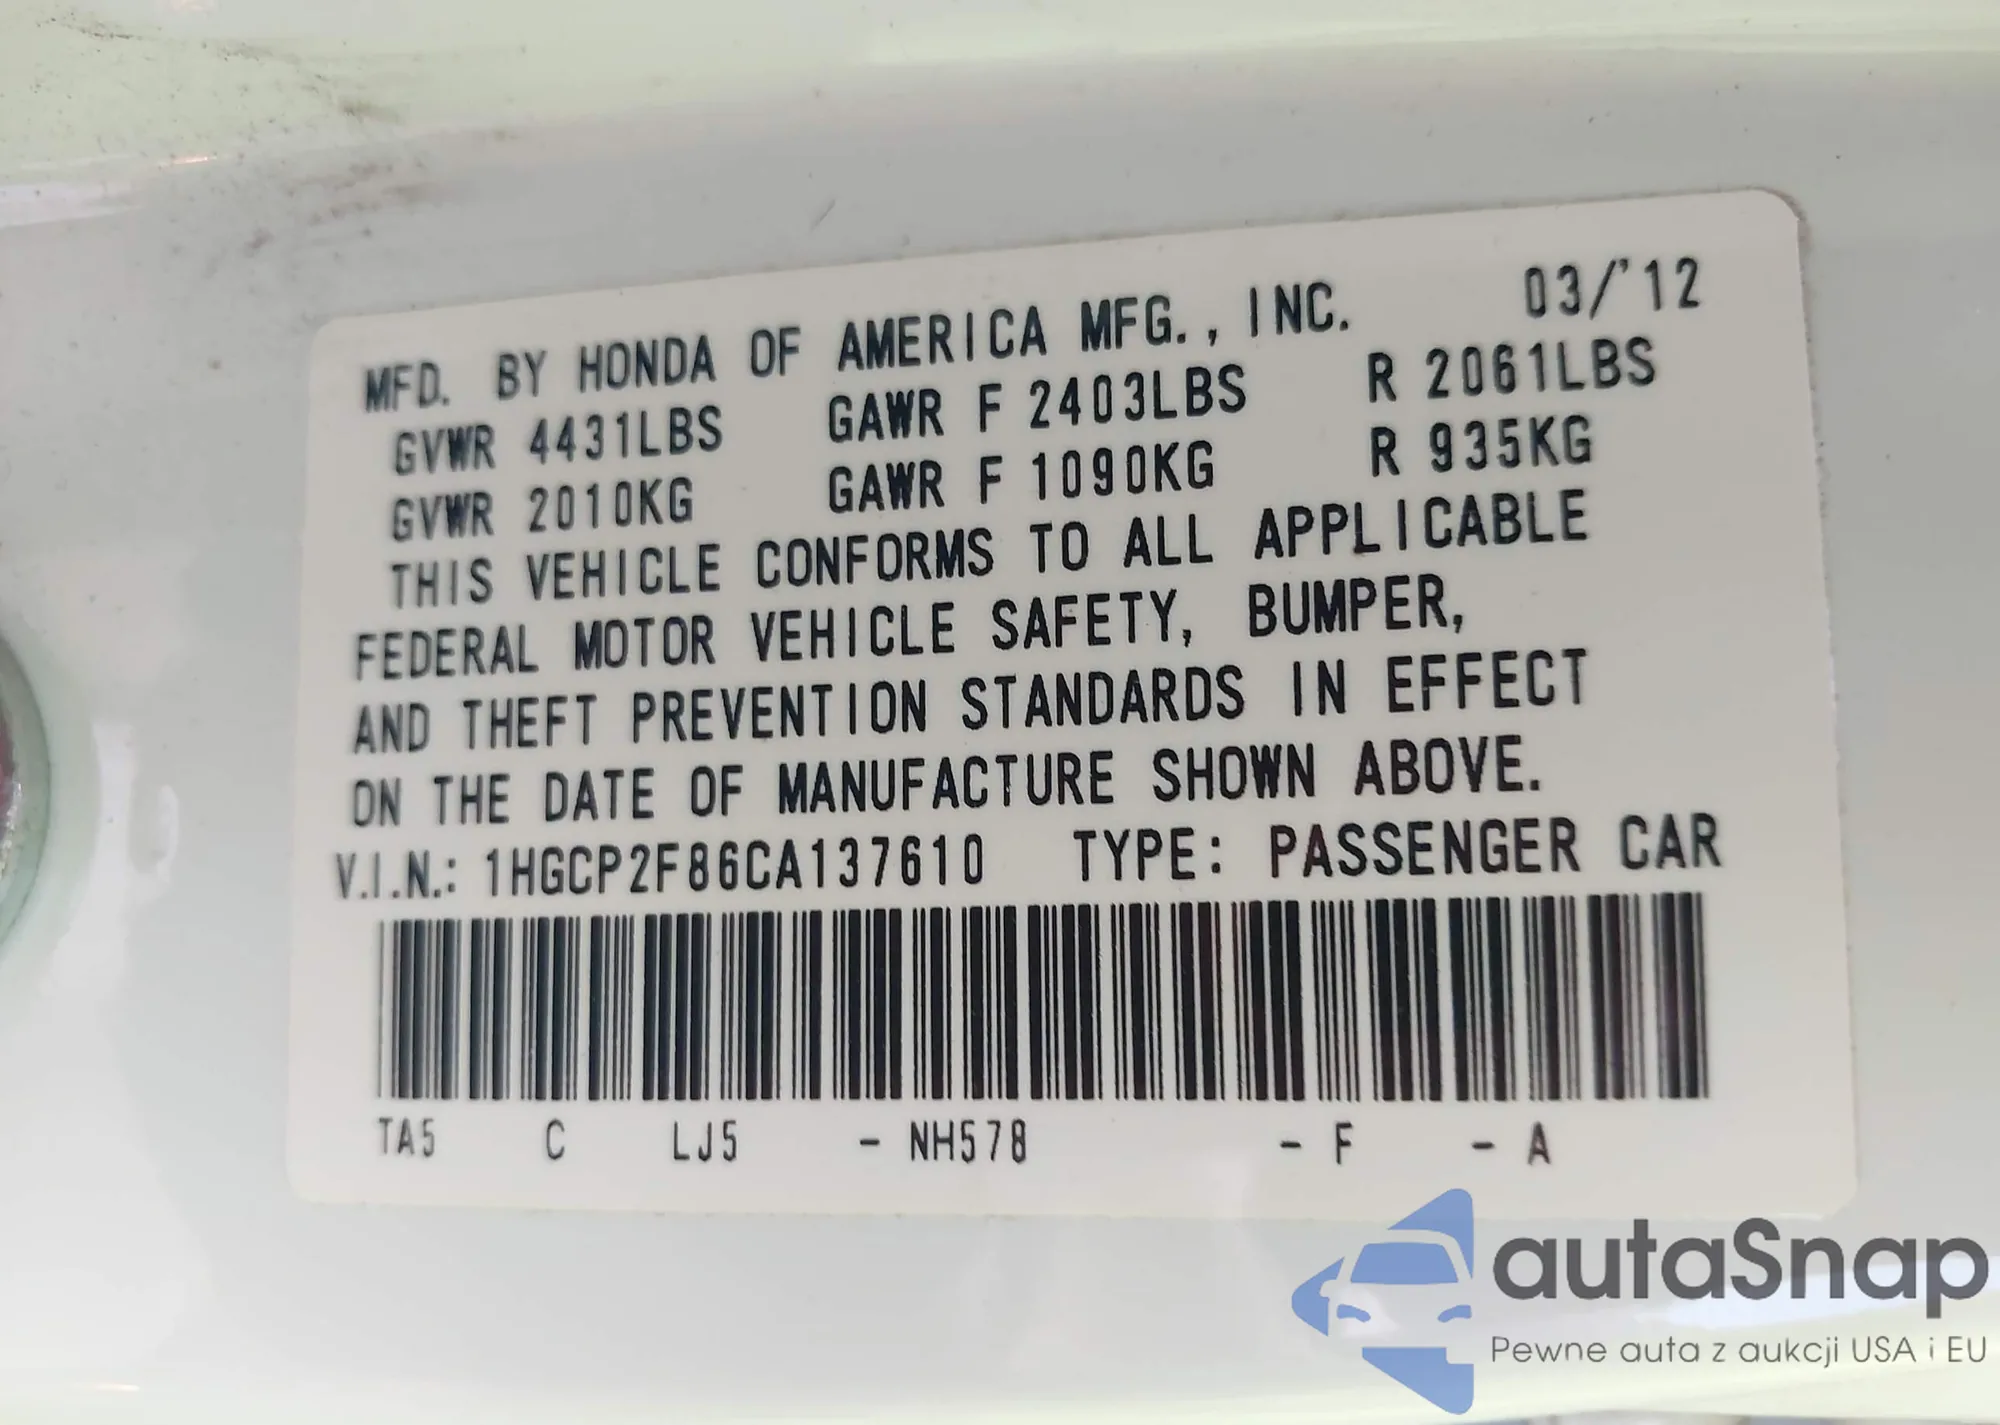 MFD. BY HONDA OF AMERICA MFG., INC. 03/'12
GVWR 4431LBS GAWR F 2403LBS R 2061LBS
GVWR 2010KG GAWR F 1090KG R 935KG
THIS VEHICLE CONFORMS TO ALL APPLICABLE
FEDERAL MOTOR VEHICLE SAFETY, BUMPER,
AND THEFT PREVENTION STANDARDS IN EFFECT
ON THE DATE OF MANUFACTURE SHOWN ABOVE.
V.I.N.: 1HGCP2F86CA137610 TYPE: PASSENGER CAR
TA5 C LJ5 - NH578 - F - A
autaSnap
Pewne auta z aukcji USA i EU